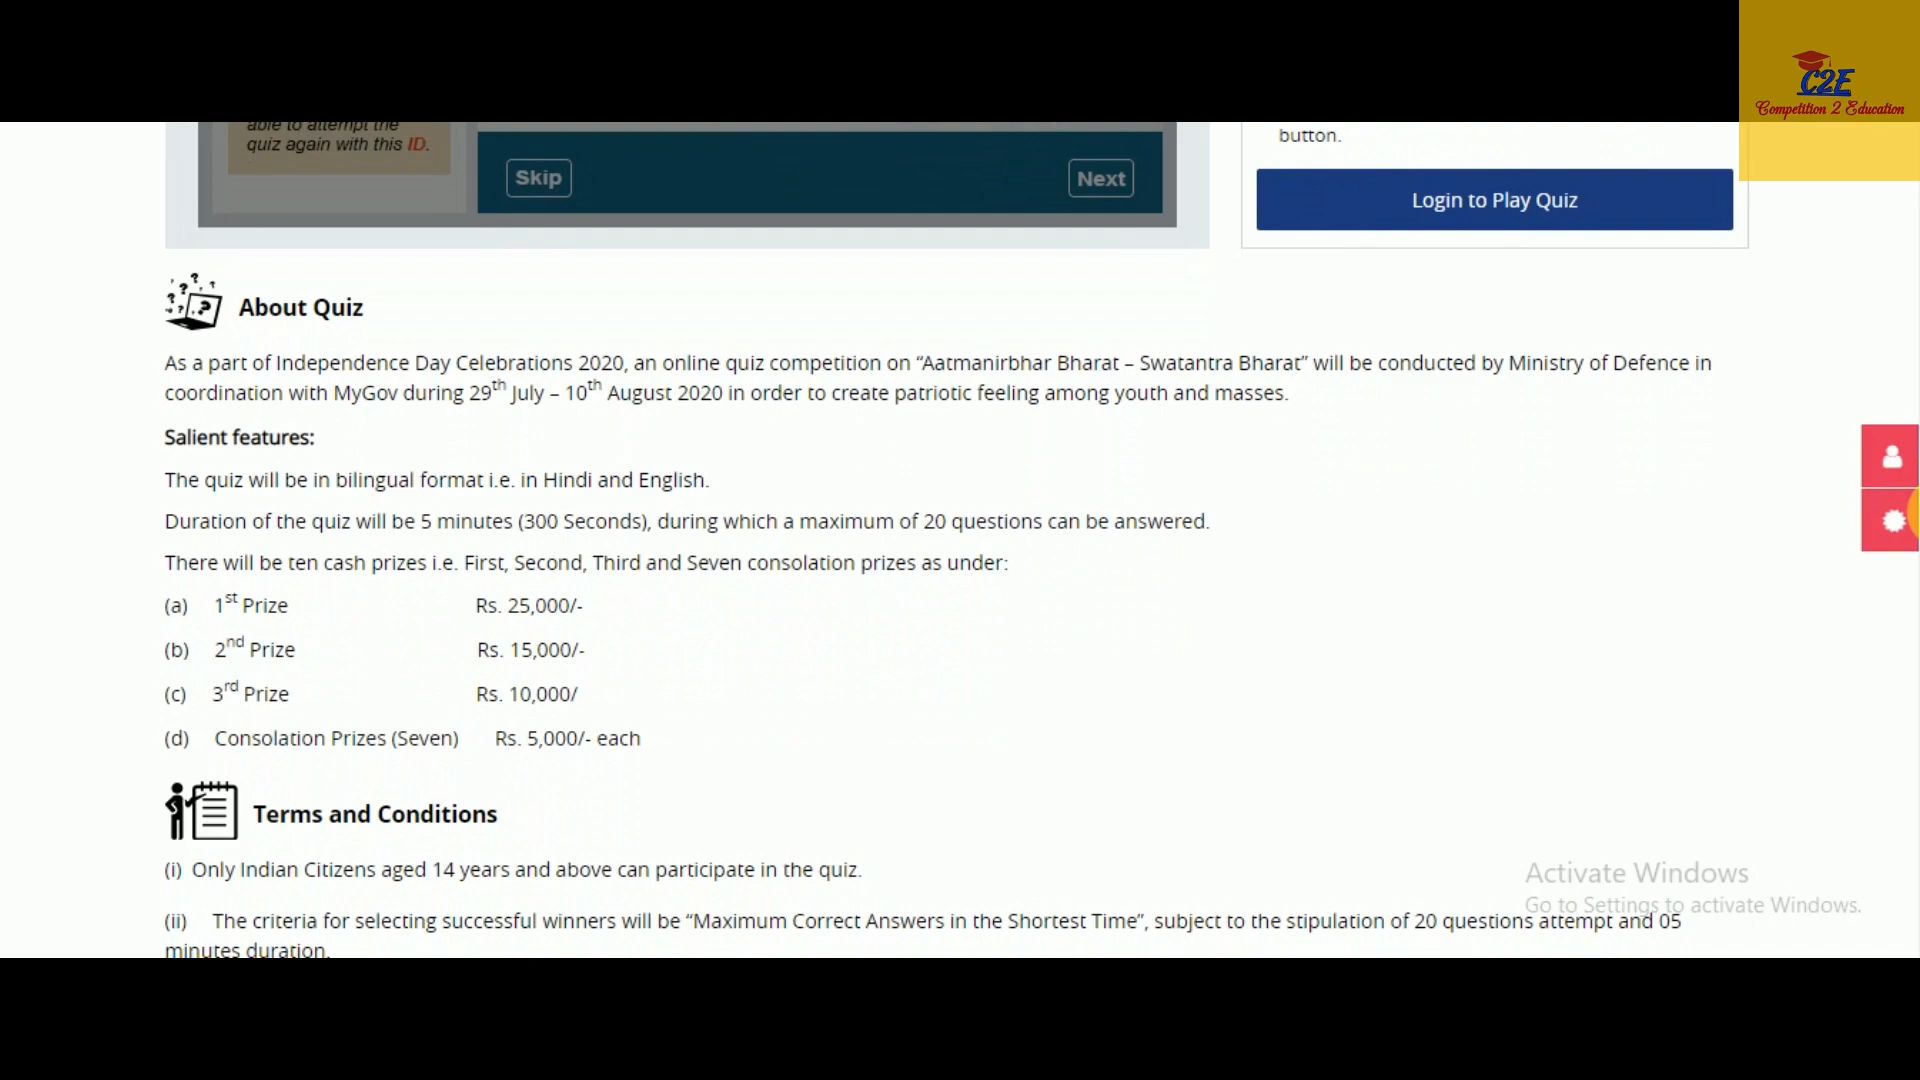 C2E
Competition 2 Education
able to attempt the
quiz again with this ID.
Skip
Next
button.
Login to Play Quiz
About Quiz
As a part of Independence Day Celebrations 2020, an online quiz competition on “Aatmanirbhar Bharat – Swatantra Bharat” will be conducted by Ministry of Defence in
coordination with MyGov during 29th July – 10th August 2020 in order to create patriotic feeling among youth and masses.
Salient features:
The quiz will be in bilingual format i.e. in Hindi and English.
Duration of the quiz will be 5 minutes (300 Seconds), during which a maximum of 20 questions can be answered.
There will be ten cash prizes i.e. First, Second, Third and Seven consolation prizes as under:
(a) 1st Prize Rs. 25,000/-
(b) 2nd Prize Rs. 15,000/-
(c) 3rd Prize Rs. 10,000/
(d) Consolation Prizes (Seven) Rs. 5,000/- each
Terms and Conditions
(i) Only Indian Citizens aged 14 years and above can participate in the quiz.
Activate Windows
Go to Settings to activate Windows.
(ii) The criteria for selecting successful winners will be “Maximum Correct Answers in the Shortest Time”, subject to the stipulation of 20 questions attempt and 05
minutes duration.